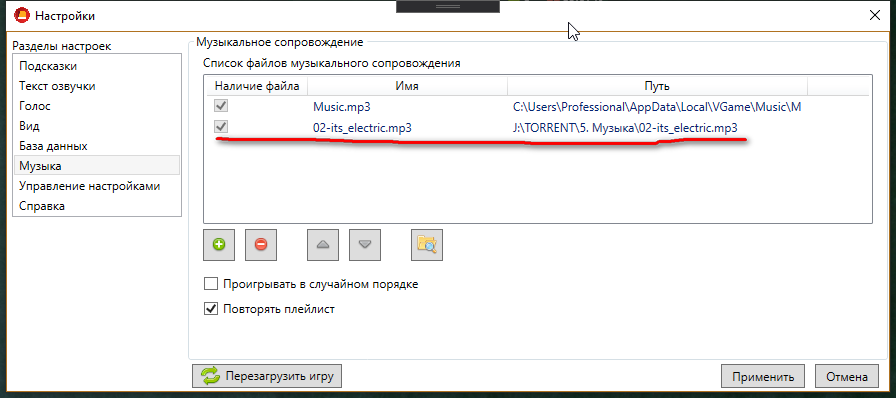 Настройки
Разделы настроек
Подсказки
Текст озвучки
Голос
Вид
База данных
Музыка
Управление настройками
Справка
Музыкальное сопровождение
Список файлов музыкального сопровождения
Наличие файла Имя Путь
Music.mp3 C:\Users\Professional\AppData\Local\VGame\Music\M
02-its_electric.mp3 J:\TORRENT\5. Музыка\02-its_electric.mp3
Проигрывать в случайном порядке
Повторять плейлист
Перезагрузить игру Применить Отмена